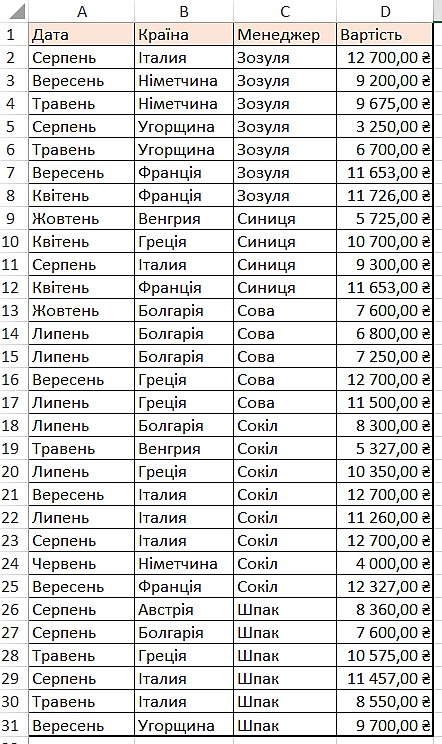 A B C D
1 Дата Країна Менеджер Вартість
2 Серпень Італия Зозуля 12 700,00 ₴
3 Вересень Німетчина Зозуля 9 200,00 ₴
4 Травень Німетчина Зозуля 9 675,00 ₴
5 Серпень Угорщина Зозуля 3 250,00 ₴
6 Травень Угорщина Зозуля 6 700,00 ₴
7 Вересень Франція Зозуля 11 653,00 ₴
8 Квітень Франція Зозуля 11 726,00 ₴
9 Жовтень Венгрия Синиця 5 725,00 ₴
10 Квітень Греція Синиця 10 700,00 ₴
11 Серпень Італия Синиця 9 300,00 ₴
12 Квітень Франція Синиця 11 653,00 ₴
13 Жовтень Болгарія Сова 7 600,00 ₴
14 Липень Болгарія Сова 6 800,00 ₴
15 Липень Болгарія Сова 7 250,00 ₴
16 Вересень Греція Сова 12 700,00 ₴
17 Липень Греція Сова 11 500,00 ₴
18 Липень Болгарія Сокіл 8 300,00 ₴
19 Травень Венгрия Сокіл 5 327,00 ₴
20 Липень Греція Сокіл 10 350,00 ₴
21 Вересень Італия Сокіл 12 700,00 ₴
22 Липень Італия Сокіл 11 260,00 ₴
23 Серпень Італия Сокіл 12 700,00 ₴
24 Червень Німетчина Сокіл 4 000,00 ₴
25 Вересень Франція Сокіл 12 327,00 ₴
26 Серпень Австрія Шпак 8 360,00 ₴
27 Серпень Болгарія Шпак 7 600,00 ₴
28 Травень Греція Шпак 10 575,00 ₴
29 Серпень Італия Шпак 11 457,00 ₴
30 Травень Італия Шпак 8 550,00 ₴
31 Вересень Угорщина Шпак 9 700,00 ₴